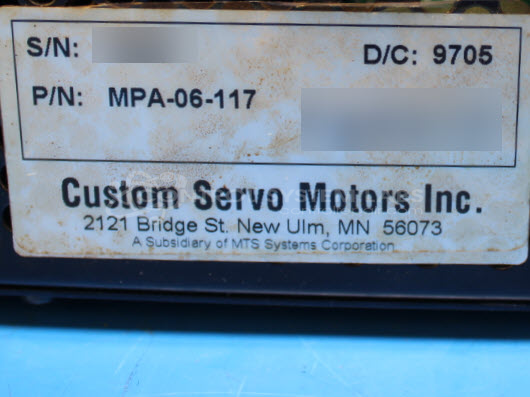 S/N:
D/C: 9705
P/N: MPA-06-117
Custom Servo Motors Inc.
2121 Bridge St. New Ulm, MN 56073
A Subsidiary of MTS Systems Corporation